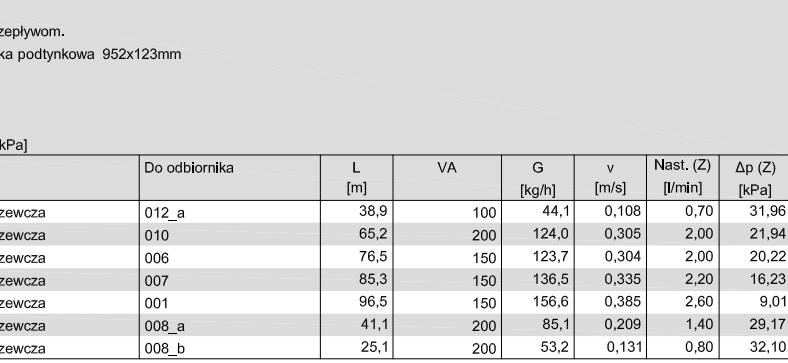 zepływom.
ka podtynkowa 952x123mm
kPa]
Do odbiornika L VA G v Nast. (Z) Δp (Z)
[m] [kg/h] [m/s] [l/min] [kPa]
zewcza 012_a 38,9 100 44,1 0,108 0,70 31,96
zewcza 010 65,2 200 124,0 0,305 2,00 21,94
zewcza 006 76,5 150 123,7 0,304 2,00 20,22
zewcza 007 85,3 150 136,5 0,335 2,20 16,23
zewcza 001 96,5 150 156,6 0,385 2,60 9,01
zewcza 008_a 41,1 200 85,1 0,209 1,40 29,17
zewcza 008_b 25,1 200 53,2 0,131 0,80 32,10